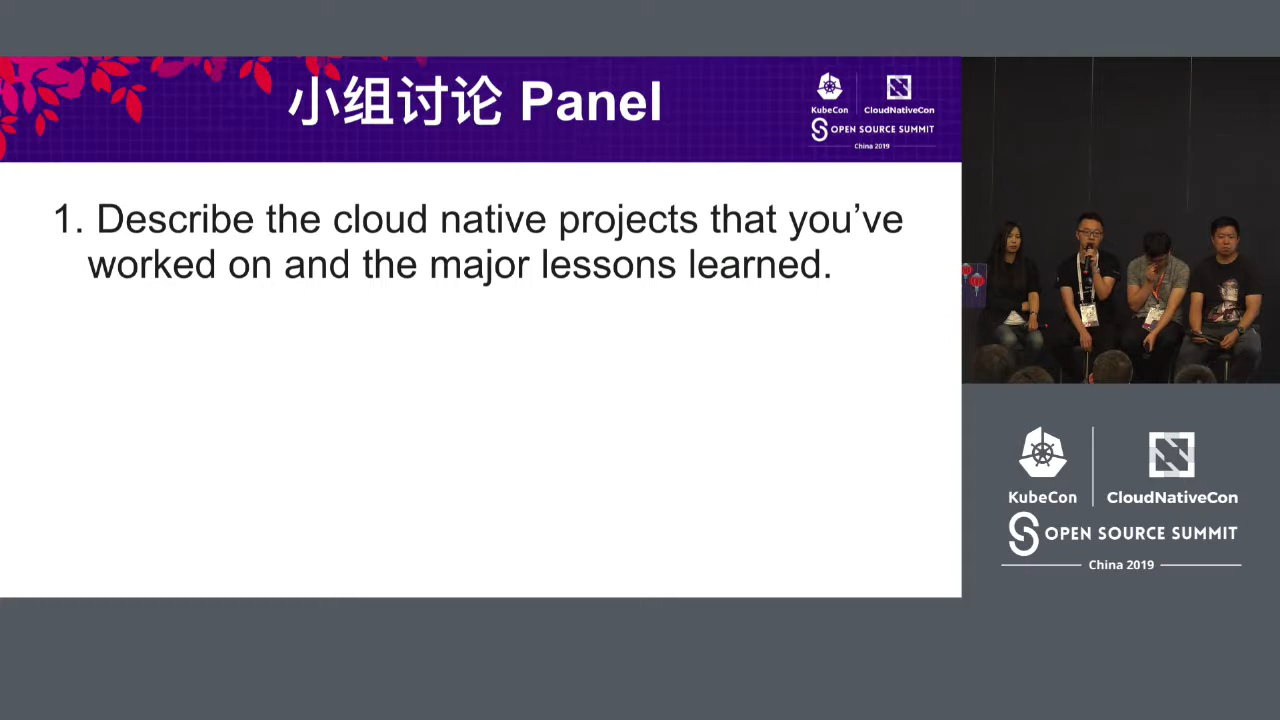 小组讨论 Panel
KubeCon
CloudNativeCon
OPEN SOURCE SUMMIT
China 2019
1. Describe the cloud native projects that you’ve
worked on and the major lessons learned.
KubeCon
CloudNativeCon
OPEN SOURCE SUMMIT
China 2019